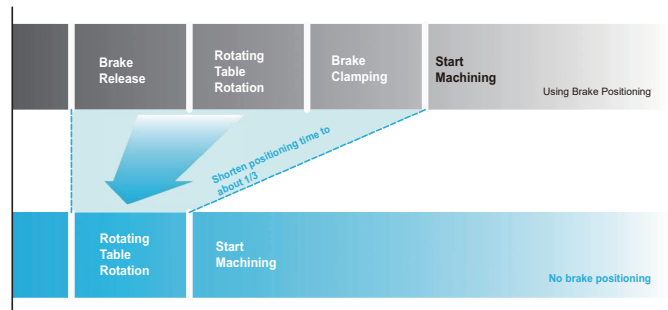 Brake
Release
Rotating
Table
Rotation
Brake
Clamping
Start
Machining
Using Brake Positioning
Shorten positioning time to
about 1/3
Rotating
Table
Rotation
Start
Machining
No brake positioning